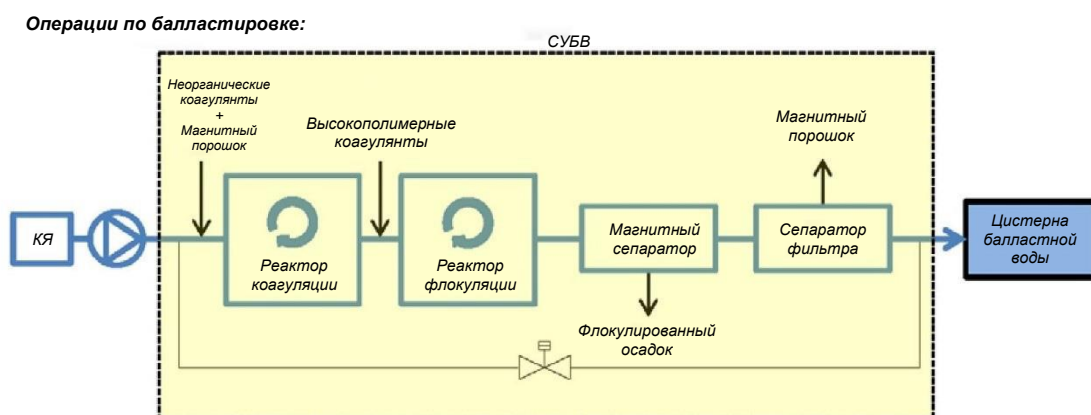 Операции по балластировке:
СУБВ
Неорганические
коагулянты
+
Магнитный
порошок
Высокополимерные
коагулянты
Магнитный
порошок
КЯ
Реактор
коагуляции
Реактор
флокуляции
Магнитный
сепаратор
Сепаратор
фильтра
Цистерна
балластной
воды
Флокулированный
осадок